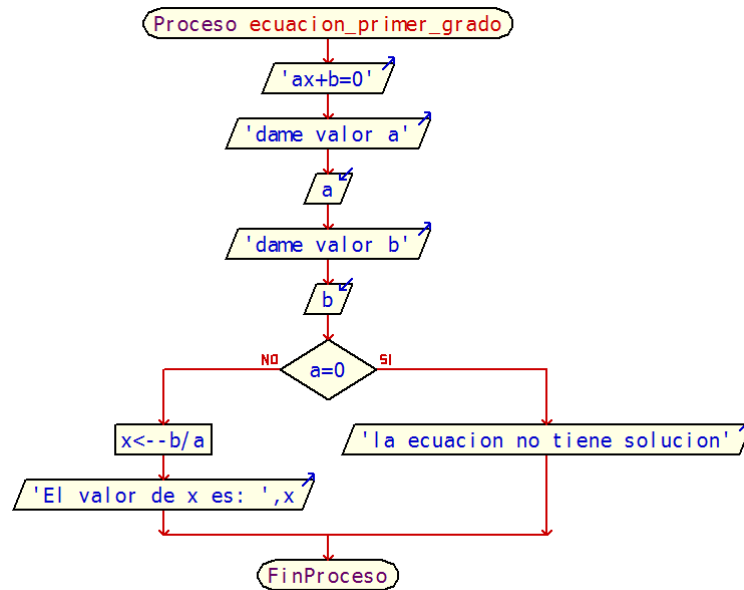 Proceso ecuacion_primer_grado
'ax+b=0'
'dame valor a'
a
'dame valor b'
b
NO
SI
a=0
x<--b/a
'la ecuacion no tiene solucion'
'El valor de x es: ',x
FinProceso